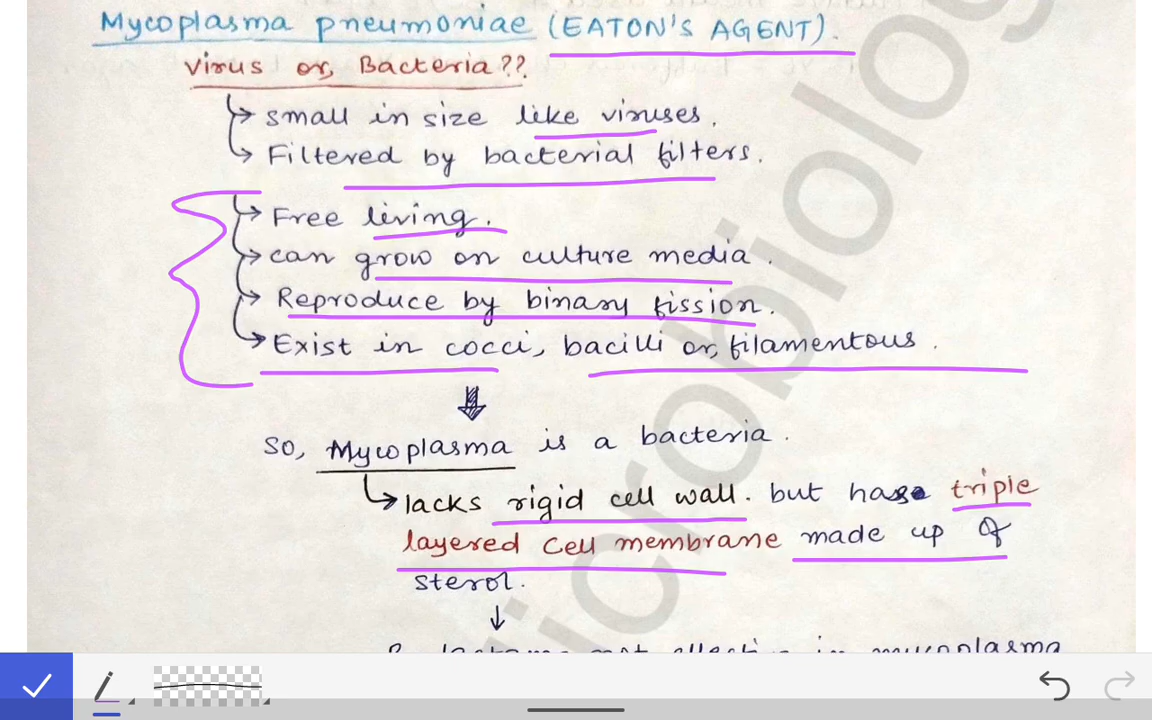 Mycoplasma pneumoniae (EATON'S AGENT).
Virus or Bacteria??
small in size like viruses.
Filtered by bacterial filters.
Free living.
can grow on culture media.
Reproduce by binary fission.
Exist in cocci, bacilli or filamentous.
So, Mycoplasma is a bacteria.
lacks rigid cell wall. but has triple
layered cell membrane made up of
sterol.